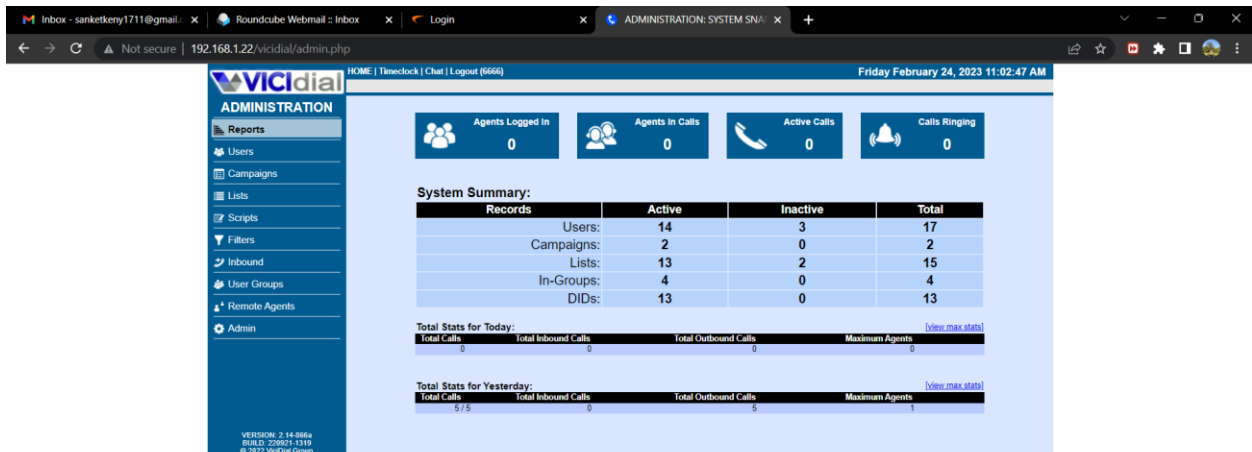 Inbox - sanketkeny1711@gmail.c
Roundcube Webmail :: Inbox
Login
ADMINISTRATION: SYSTEM SNA
Not secure | 192.168.1.22/vicidial/admin.php
VICIdial
HOME | Timeclock | Chat | Logout (6666)
Friday February 24, 2023 11:02:47 AM
ADMINISTRATION
Reports
Users
Campaigns
Lists
Scripts
Filters
Inbound
User Groups
Remote Agents
Admin
VERSION: 2.14-866a
BUILD: 220921-1319
© 2022 ViciDial Group
Agents Logged In Agents In Calls Active Calls Calls Ringing
0 0 0 0
System Summary:
Records Active Inactive Total
Users: 14 3 17
Campaigns: 2 0 2
Lists: 13 2 15
In-Groups: 4 0 4
DIDs: 13 0 13
Total Stats for Today: [view max stats]
Total Calls Total Inbound Calls Total Outbound Calls Maximum Agents
0 0 0 0
Total Stats for Yesterday: [view max stats]
Total Calls Total Inbound Calls Total Outbound Calls Maximum Agents
5 / 5 0 5 1